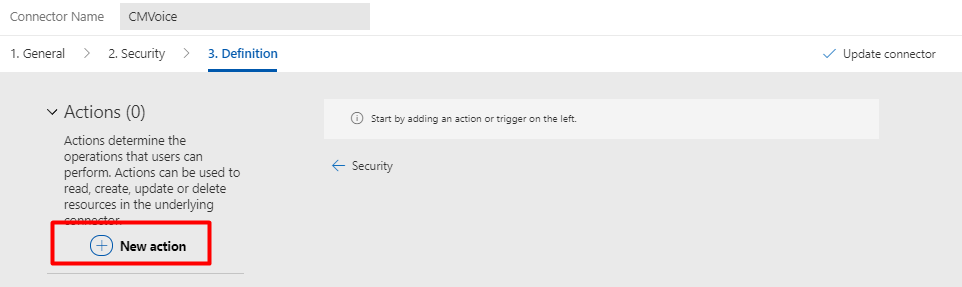 Connector Name CMVoice
1. General > 2. Security > 3. Definition Update connector
Actions (0)
Actions determine the
operations that users can
perform. Actions can be used to
read, create, update or delete
resources in the underlying
connector.
New action
Start by adding an action or trigger on the left.
Security